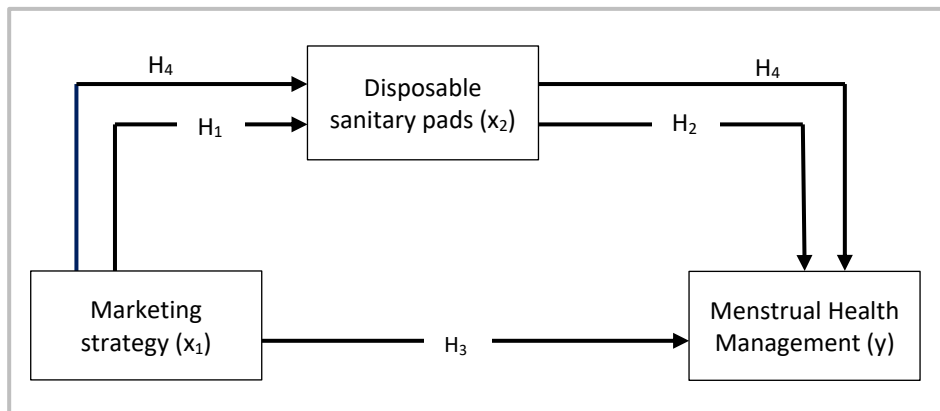 H₄
Disposable
sanitary pads (x₂)
H₄
H₁
H₂
Marketing
strategy (x₁)
H₃
Menstrual Health
Management (y)